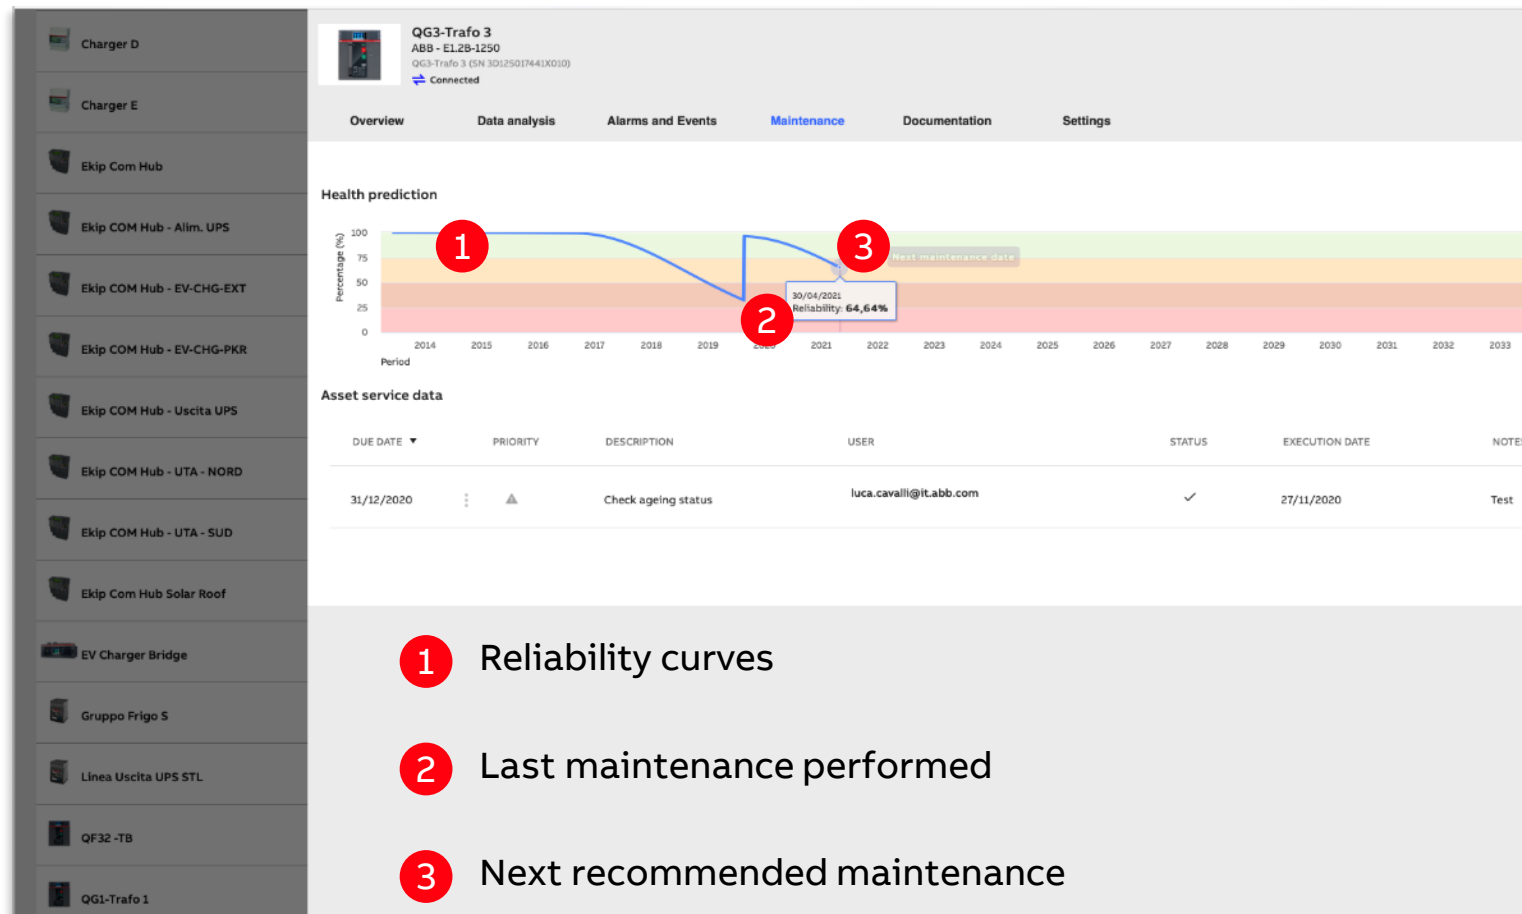 Charger D
Charger E
Ekip Com Hub
Ekip COM Hub - Alim. UPS
Ekip COM Hub - EV-CHG-EXT
Ekip COM Hub - EV-CHG-PKR
Ekip COM Hub - Uscita UPS
Ekip COM Hub - UTA - NORD
Ekip COM Hub - UTA - SUD
Ekip Com Hub Solar Roof
EV Charger Bridge
Gruppo Frigo S
Linea Uscita UPS STL
QF32 -TB
QG1-Trafo 1
QG3-Trafo 3
ABB - E1.2B-1250
QG3-Trafo 3 (SN 3D125017441X010)
Connected
Overview Data analysis Alarms and Events Maintenance Documentation Settings
Health prediction
Percentage (%)
100
75
50
25
0
1
3
Next maintenance date
30/04/2021
Reliability: 64,64%
2
2014 2015 2016 2017 2018 2019 2020 2021 2022 2023 2024 2025 2026 2027 2028 2029 2030 2031 2032 2033
Period
Asset service data
DUE DATE PRIORITY DESCRIPTION USER STATUS EXECUTION DATE NOTES
31/12/2020 Check ageing status luca.cavalli@it.abb.com 27/11/2020 Test
1 Reliability curves
2 Last maintenance performed
3 Next recommended maintenance